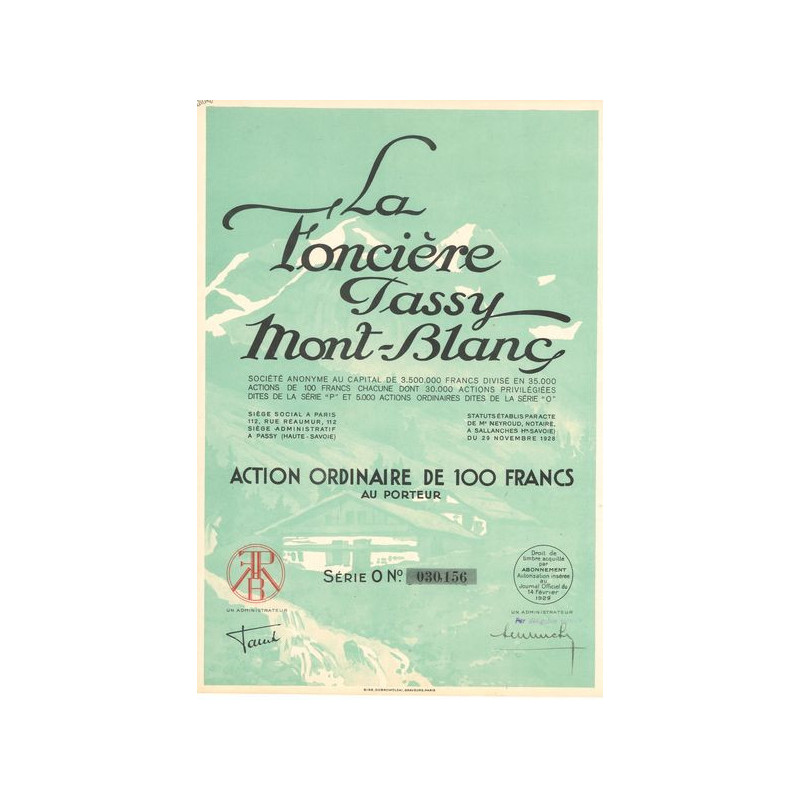 La
Foncière
Passy
Mont-Blanc
SOCIÉTÉ ANONYME AU CAPITAL DE 3.500.000 FRANCS DIVISÉ EN 35.000
ACTIONS DE 100 FRANCS CHACUNE DONT 30.000 ACTIONS PRIVILÉGIÉES
DITES DE LA SÉRIE "P" ET 5.000 ACTIONS ORDINAIRES DITES DE LA SÉRIE "O"
SIÈGE SOCIAL A PARIS
112, RUE RÉAUMUR, 112
SIÈGE ADMINISTRATIF
A PASSY (HAUTE-SAVOIE)
STATUTS ÉTABLIS PAR ACTE
DE Me NEYROUD, NOTAIRE,
A SALLANCHES (Hte-SAVOIE)
DU 29 NOVEMBRE 1928
ACTION ORDINAIRE DE 100 FRANCS
AU PORTEUR
SÉRIE O No. 030,156
Droit de
timbre acquitté
par
ABONNEMENT
Autorisation insérée
au
Journal Officiel du
14 Février
1929
UN ADMINISTRATEUR
UN ADMINISTRATEUR
Par
GRAVEURS, PARIS